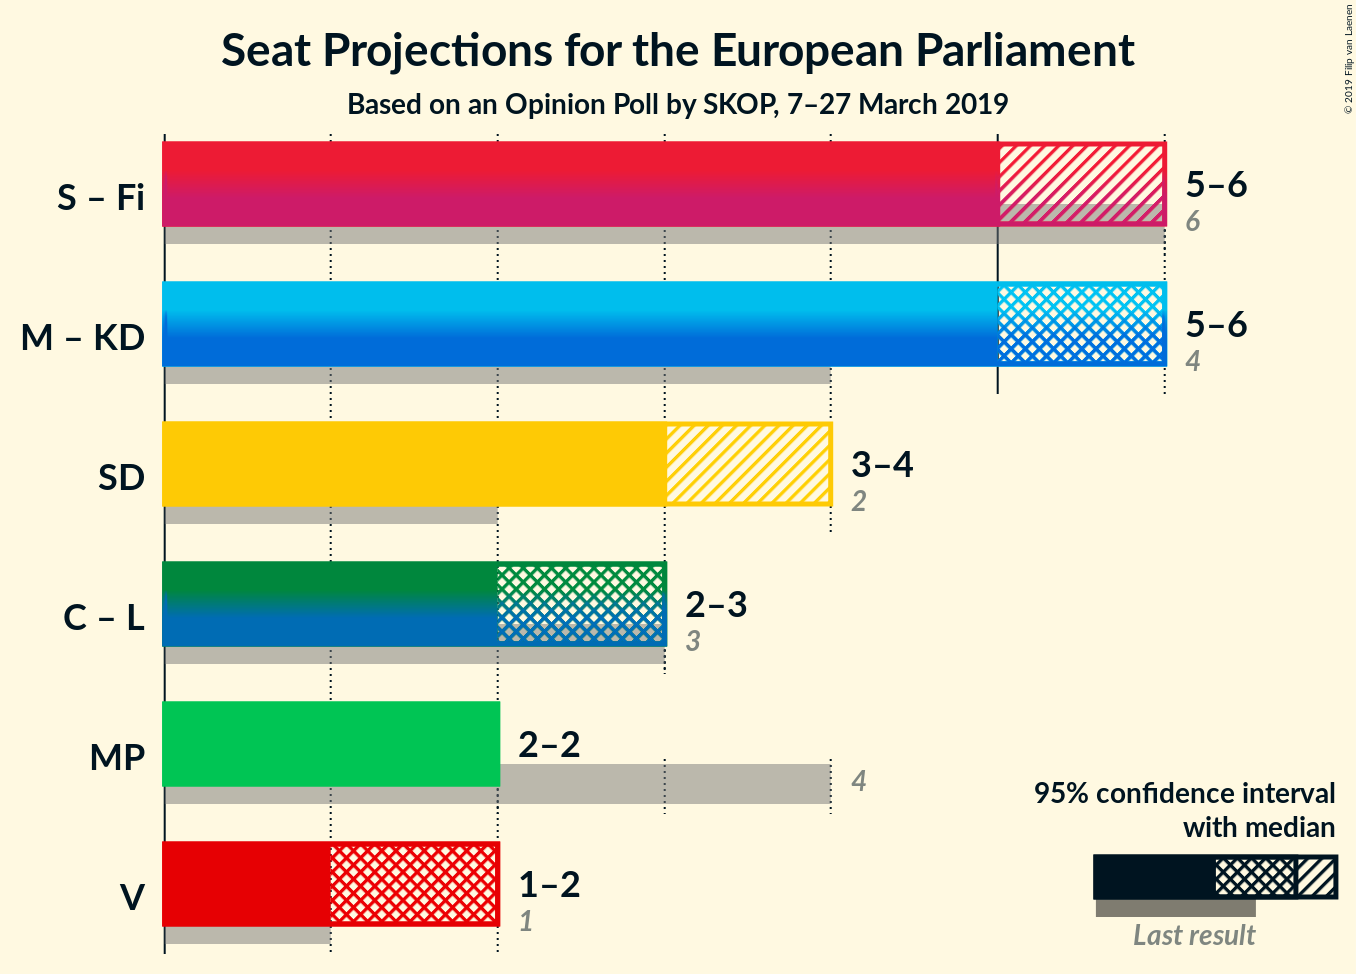 Seat Projections for the European Parliament
Based on an Opinion Poll by SKOP, 7–27 March 2019
© 2019 Filip van Laenen
S – Fi
5–6
6
M – KD
5–6
4
SD
3–4
2
C – L
2–3
3
MP
2–2
4
V
1–2
1
95% confidence interval
with median
Last result